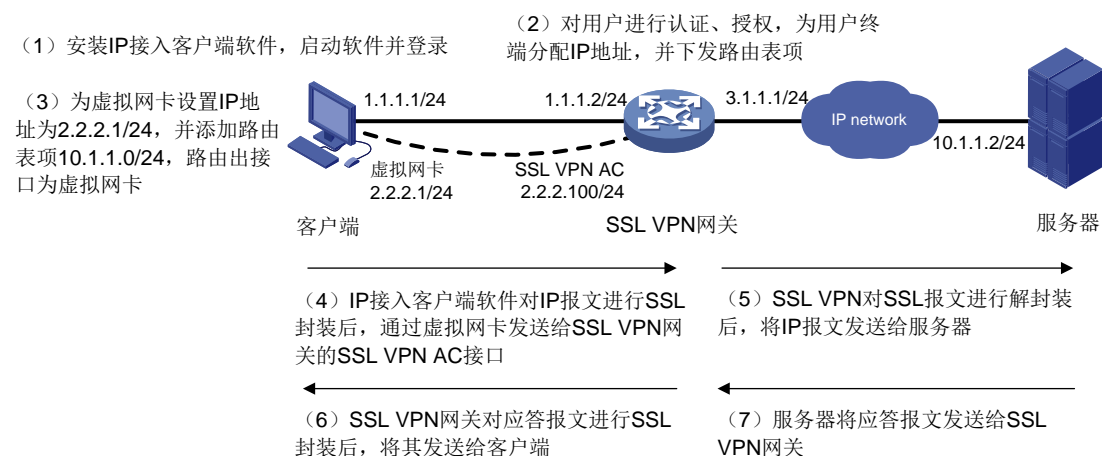 （1）安装IP接入客户端软件，启动软件并登录
（2）对用户进行认证、授权，为用户终
端分配IP地址，并下发路由表项
（3）为虚拟网卡设置IP地
址为2.2.2.1/24，并添加路由
表项10.1.1.0/24，路由出接
口为虚拟网卡
1.1.1.1/24
1.1.1.2/24
3.1.1.1/24
IP network
10.1.1.2/24
虚拟网卡
2.2.2.1/24
SSL VPN AC
2.2.2.100/24
客户端
SSL VPN网关
服务器
（4）IP接入客户端软件对IP报文进行SSL
封装后，通过虚拟网卡发送给SSL VPN网
关的SSL VPN AC接口
（5）SSL VPN对SSL报文进行解封装
后，将IP报文发送给服务器
（6）SSL VPN网关对应答报文进行SSL
封装后，将其发送给客户端
（7）服务器将应答报文发送给SSL
VPN网关